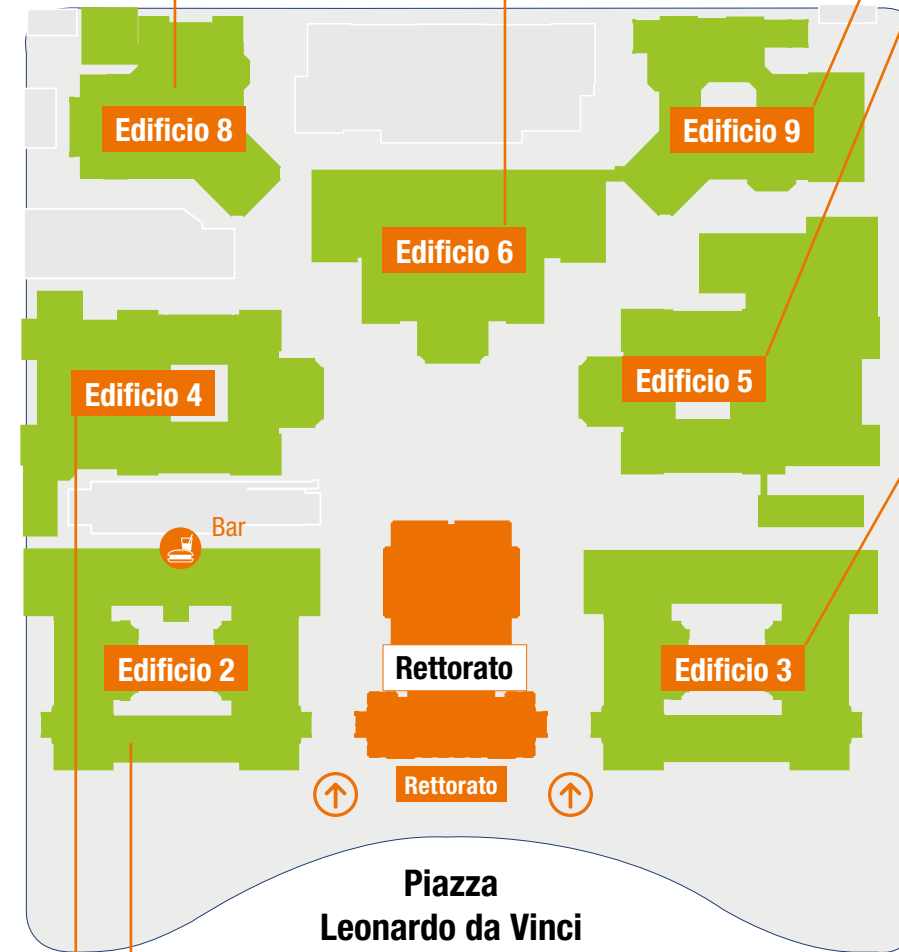 Edificio 8
Edificio 9
Edificio 6
Edificio 4
Edificio 5
Bar
Edificio 2
Rettorato
Edificio 3
Rettorato
Piazza
Leonardo da Vinci